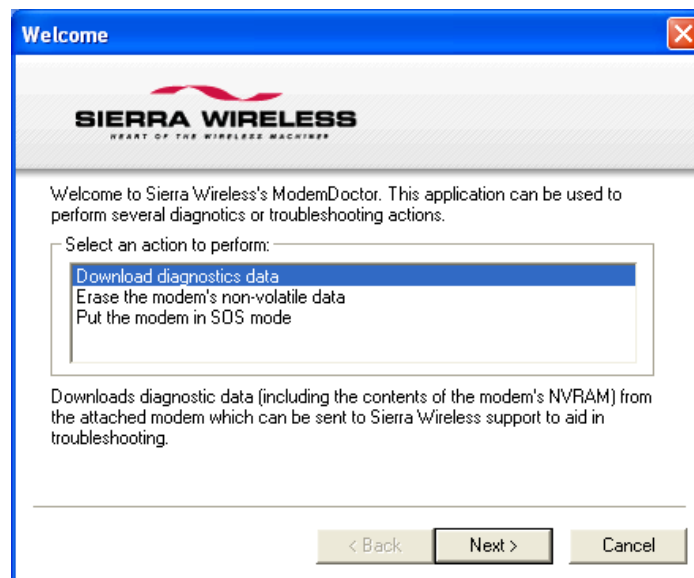 Welcome
SIERRA WIRELESS
HEART OF THE WIRELESS MACHINE®
Welcome to Sierra Wireless's ModemDoctor. This application can be used to
perform several diagnotics or troubleshooting actions.
Select an action to perform:
Download diagnostics data
Erase the modem's non-volatile data
Put the modem in SOS mode
Downloads diagnostic data (including the contents of the modem's NVRAM) from
the attached modem which can be sent to Sierra Wireless support to aid in
troubleshooting.
< Back
Next >
Cancel